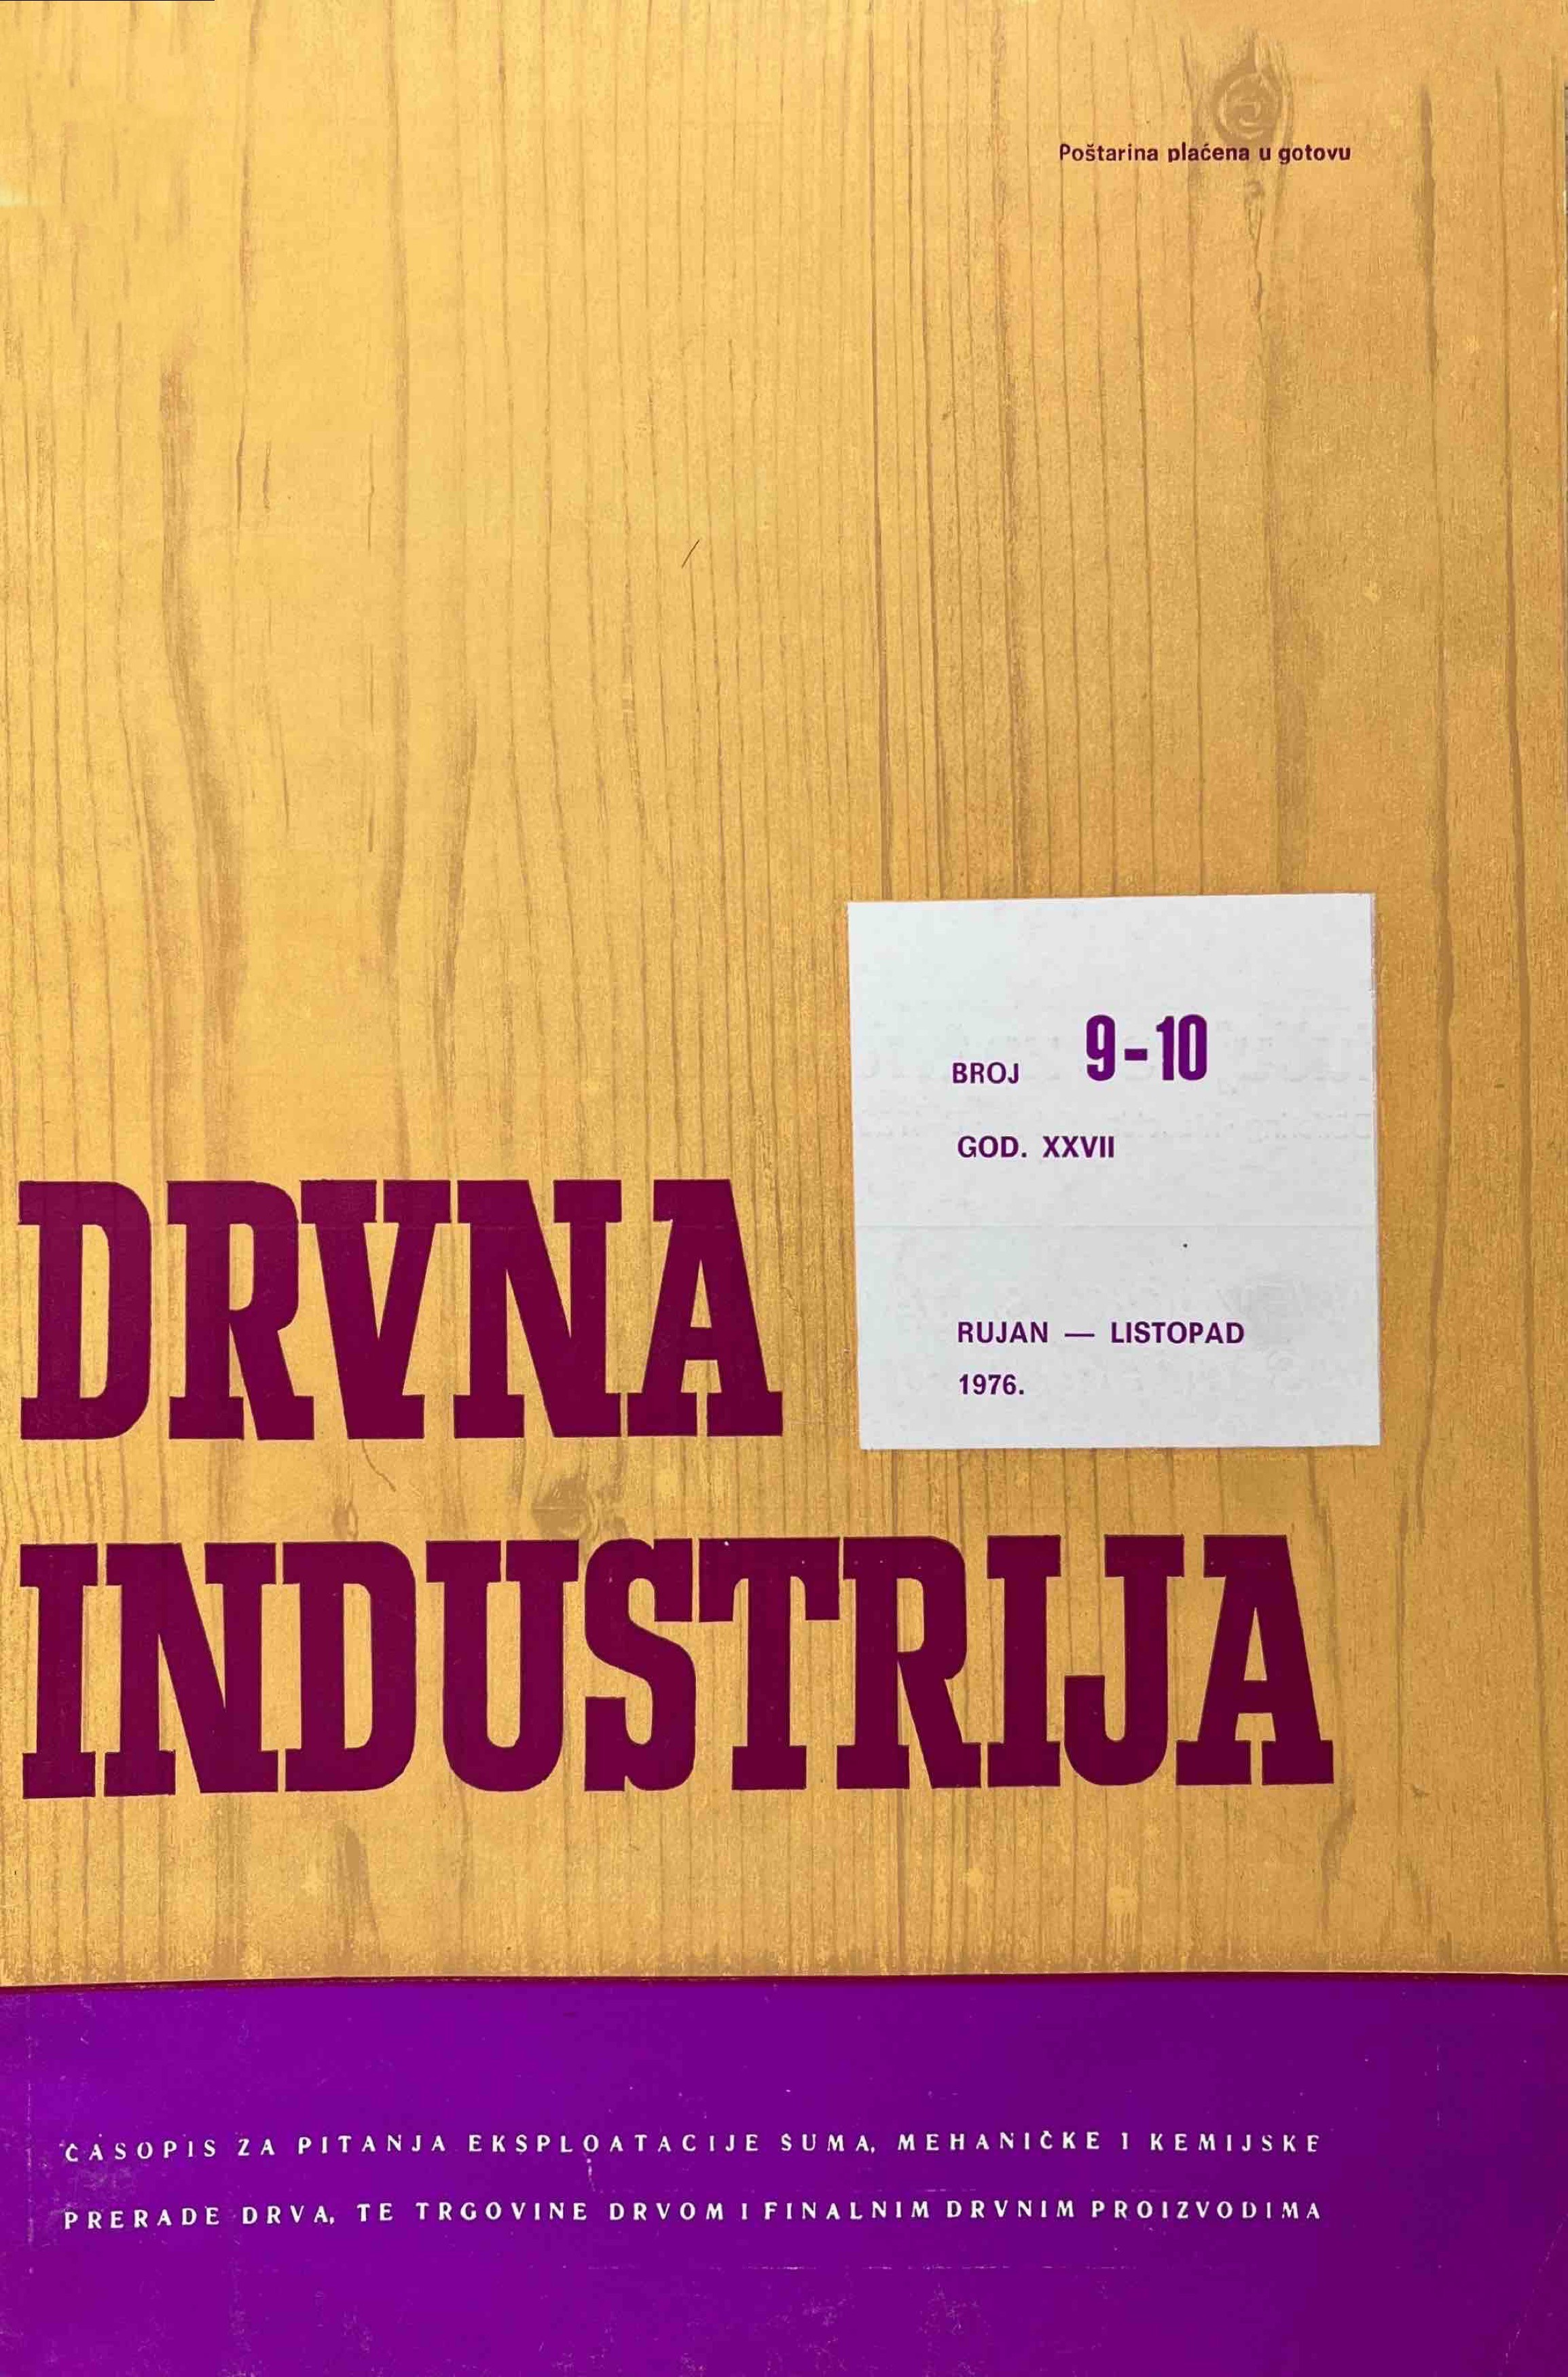 Poštarina plaćena u gotovu
BROJ 9-10
GOD. XXVII
RUJAN — LISTOPAD
1976.
DRVNA
INDUSTRIJA
ČASOPIS ZA PITANJA EKSPLOATACIJE ŠUMA, MEHANIČKE I KEMIJSKE
PRERADE DRVA, TE TRGOVINE DRVOM I FINALNIM DRVNIM PROIZVODIMA